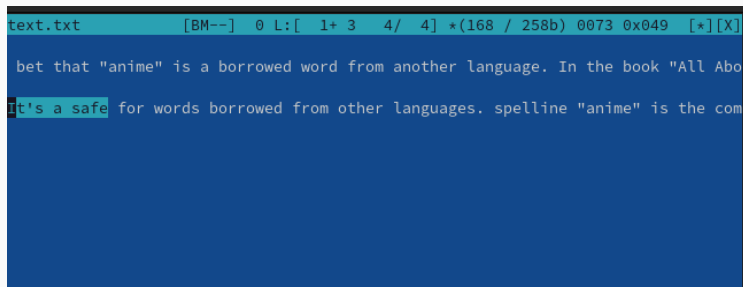 text.txt [BM--] 0 L:[ 1+ 3 4/ 4] *(168 / 258b) 0073 0x049 [*][X]
bet that "anime" is a borrowed word from another language. In the book "All Abo
It's a safe for words borrowed from other languages. spelline "anime" is the com